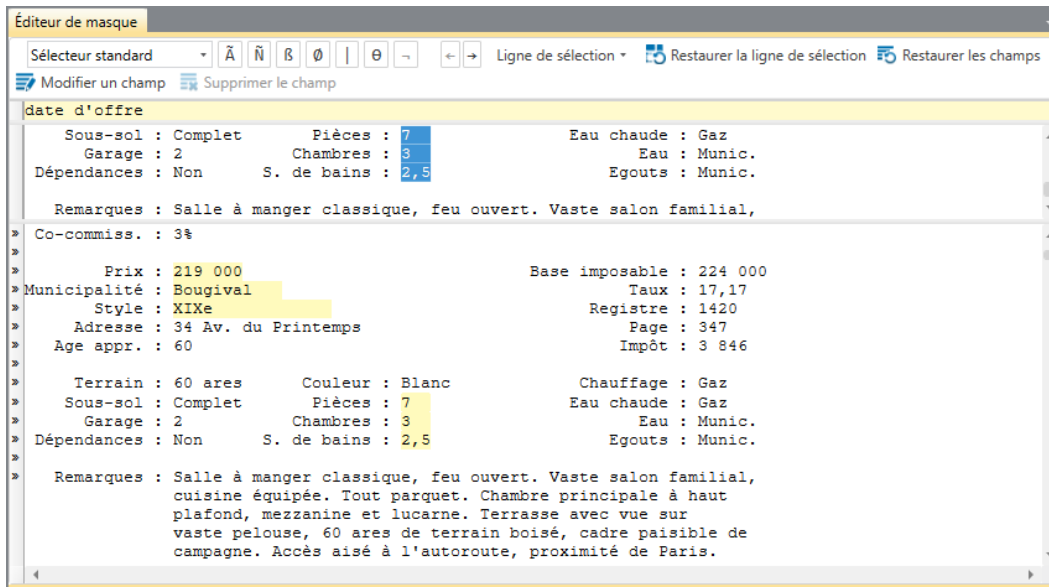 Éditeur de masque
Sélecteur standard Ã Ñ ß Ø | θ ¬ ← → Ligne de sélection Restaurer la ligne de sélection Restaurer les champs
Modifier un champ Supprimer le champ
date d'offre
Sous-sol : Complet Pièces : 7 Eau chaude : Gaz
Garage : 2 Chambres : 3 Eau : Munic.
Dépendances : Non S. de bains : 2,5 Egouts : Munic.
Remarques : Salle à manger classique, feu ouvert. Vaste salon familial,
» Co-commiss. : 3%
»
» Prix : 219 000 Base imposable : 224 000
» Municipalité : Bougival Taux : 17,17
» Style : XIXe Registre : 1420
» Adresse : 34 Av. du Printemps Page : 347
» Age appr. : 60 Impôt : 3 846
»
» Terrain : 60 ares Couleur : Blanc Chauffage : Gaz
» Sous-sol : Complet Pièces : 7 Eau chaude : Gaz
» Garage : 2 Chambres : 3 Eau : Munic.
» Dépendances : Non S. de bains : 2,5 Egouts : Munic.
»
» Remarques : Salle à manger classique, feu ouvert. Vaste salon familial,
cuisine équipée. Tout parquet. Chambre principale à haut
plafond, mezzanine et lucarne. Terrasse avec vue sur
vaste pelouse, 60 ares de terrain boisé, cadre paisible de
campagne. Accès aisé à l'autoroute, proximité de Paris.